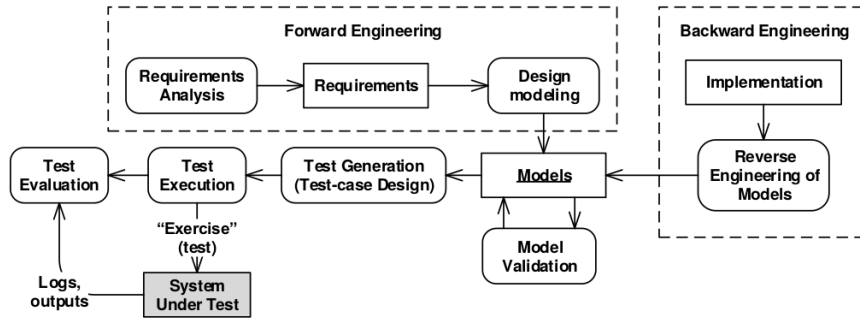 Forward Engineering
Backward Engineering
Requirements
Analysis
Requirements
Design
modeling
Implementation
Test
Evaluation
Test
Execution
Test Generation
(Test-case Design)
Models
Reverse
Engineering of
Models
“Exercise”
(test)
Model
Validation
Logs,
outputs
System
Under Test